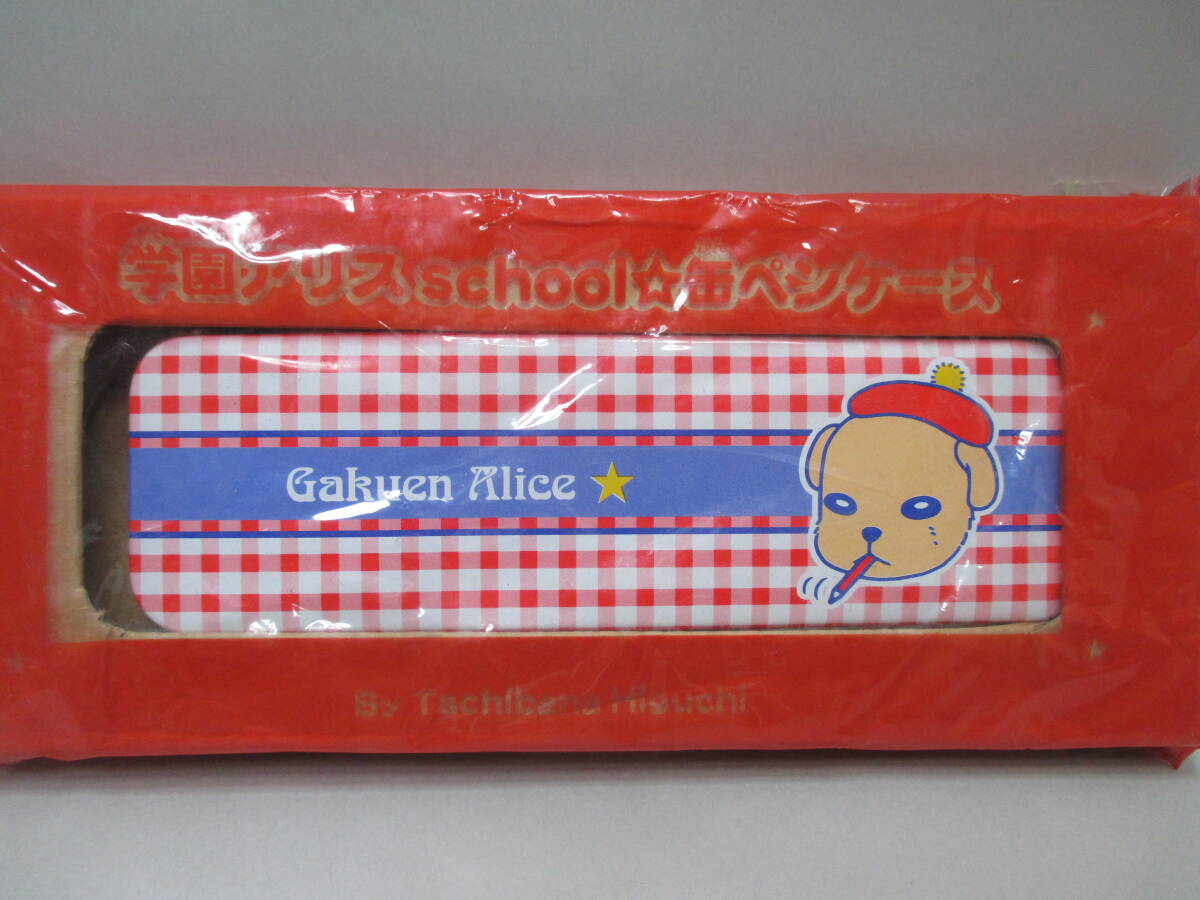 学園アリスschool☆缶ペンケース
Gakuen Alice ★
By Tachibana Higuchi